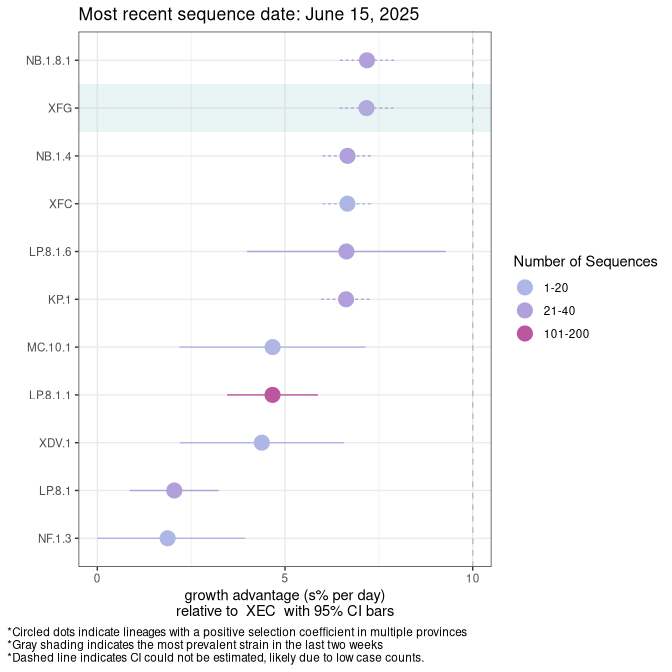 Most recent sequence date: June 15, 2025
NB.1.8.1
XFG
NB.1.4
XFC
LP.8.1.6
KP.1
MC.10.1
LP.8.1.1
XDV.1
LP.8.1
NF.1.3
0 5 10
growth advantage (s% per day)
relative to XEC with 95% CI bars
Number of Sequences
1-20
21-40
101-200
*Circled dots indicate lineages with a positive selection coefficient in multiple provinces
*Gray shading indicates the most prevalent strain in the last two weeks
*Dashed line indicates CI could not be estimated, likely due to low case counts.